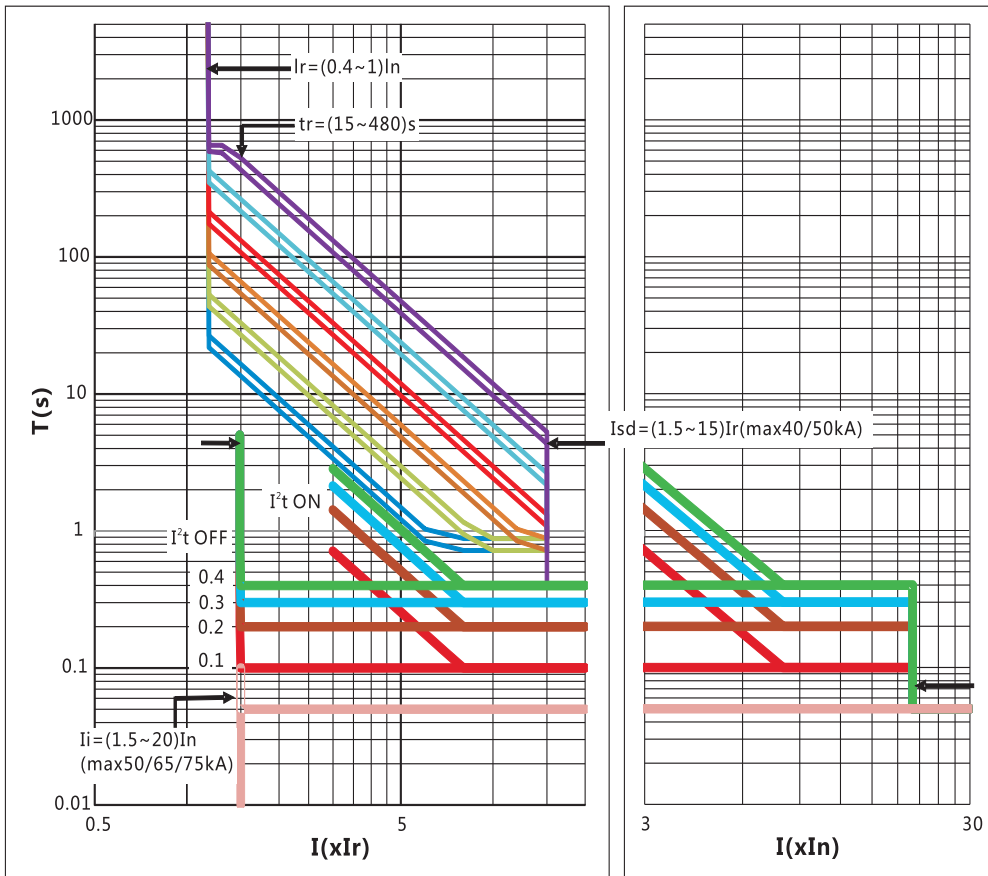 Ir=(0.4~1)In
1000
tr=(15~480)s
100
10
T(s)
Isd=(1.5~15)Ir(max40/50kA)
I²t ON
1
I²t OFF
0.4
0.3
0.2
0.1
0.1
Ii=(1.5~20)In
(max50/65/75kA)
0.01
0.5
5
3
30
I(xIr)
I(xIn)